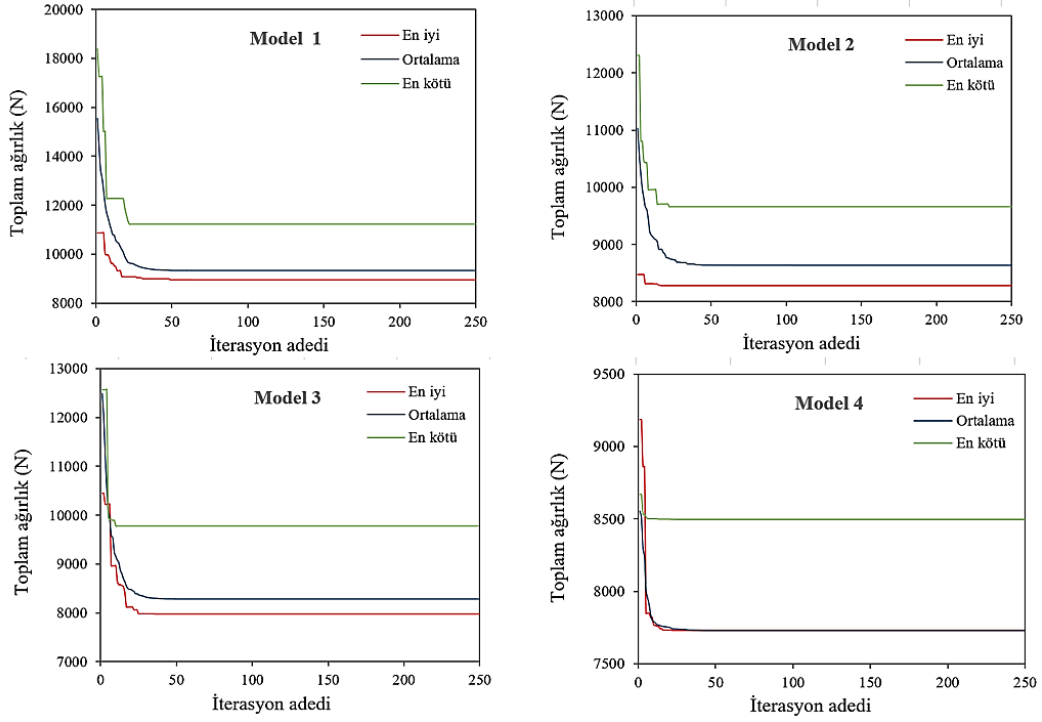 Model 1
En iyi
Ortalama
En kötü
Toplam ağırlık (N)
20000
18000
16000
14000
12000
10000
8000
0
50
100
150
200
250
İterasyon adedi
Model 2
En iyi
Ortalama
En kötü
Toplam ağırlık (N)
13000
12000
11000
10000
9000
8000
0
50
100
150
200
250
İterasyon adedi
Model 3
En iyi
Ortalama
En kötü
Toplam ağırlık (N)
13000
12000
11000
10000
9000
8000
7000
0
50
100
150
200
250
İterasyon adedi
Model 4
En iyi
Ortalama
En kötü
Toplam ağırlık (N)
9500
9000
8500
8000
7500
0
50
100
150
200
250
İterasyon adedi